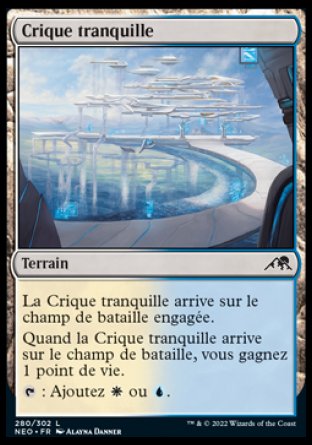 Crique tranquille
Terrain
La Crique tranquille arrive sur le
champ de bataille engagée.
Quand la Crique tranquille arrive
sur le champ de bataille, vous gagnez
1 point de vie.
: Ajoutez ou .
280/302 L
NEO • FR Alayna Danner
™ & © 2022 Wizards of the Coast